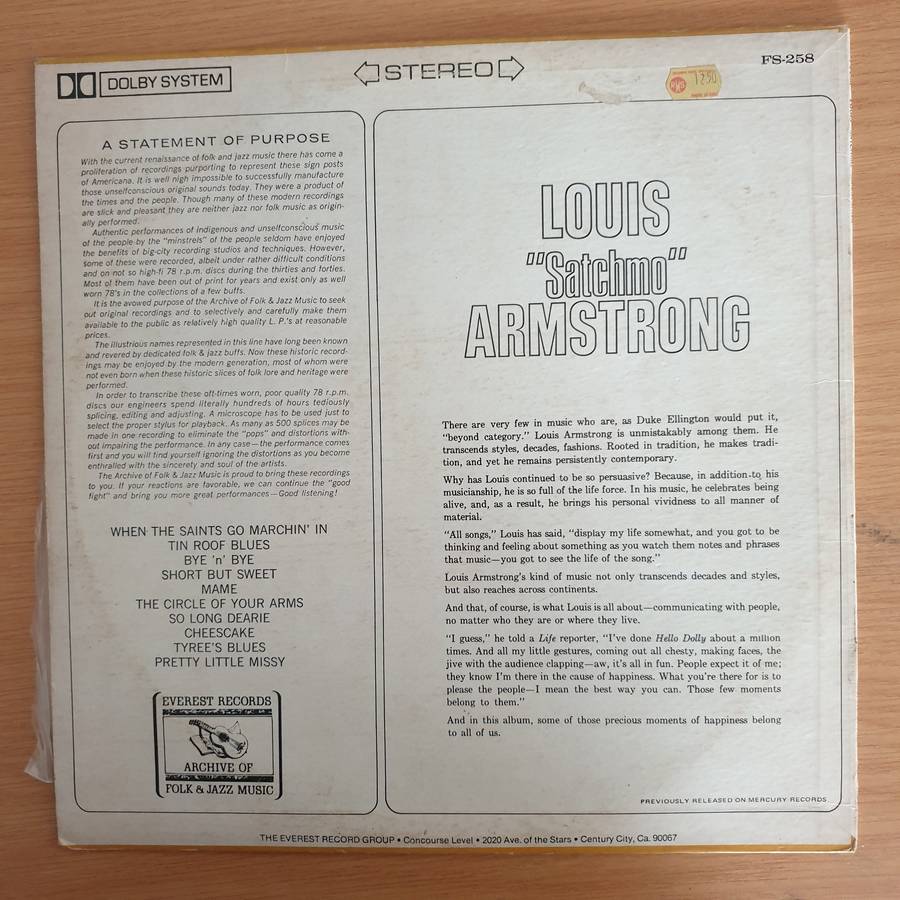 DOLBY SYSTEM
STEREO
FS-258
1250
A STATEMENT OF PURPOSE
With the current renaissance of folk and jazz music there has come a
proliferation of recordings purporting to represent these sign posts
of Americana. It is well nigh impossible to successfully manufacture
those unselfconscious original sounds today. They were a product of
the times and the people. Though many of these modern recordings
are slick and pleasant they are neither jazz nor folk music as origin-
ally performed.
Authentic performances of indigenous and unselfconscious music
of the people by the "minstrels" of the people seldom have enjoyed
the benefits of big-city recording studios and techniques. However,
some of these were recorded, albeit under rather difficult conditions
and on not so high-fi 78 r.p.m. discs during the thirties and forties.
Most of them have been out of print for years and exist only as well
worn 78's in the collections of a few buffs.
It is the avowed purpose of the Archive of Folk & Jazz Music to seek
out original recordings and to selectively and carefully make them
available to the public as relatively high quality L. P.'s at reasonable
prices.
The illustrious names represented in this line have long been known
and revered by dedicated folk & jazz buffs. Now these historic record-
ings may be enjoyed by the modern generation, most of whom were
not even born when these historic slices of folk lore and heritage were
performed.
In order to transcribe these oft-times worn, poor quality 78 r.p.m.
discs our engineers spend literally hundreds of hours tediously
splicing, editing and adjusting. A microscope has to be used just to
select the proper stylus for playback. As many as 500 splices may be
made in one recording to eliminate the "pops" and distortions with-
out impairing the performance. In any case—the performance comes
first and you will find yourself ignoring the distortions as you become
enthralled with the sincerety and soul of the artists.
The Archive of Folk & Jazz Music is proud to bring these recordings
to you. If your reactions are favorable, we can continue the "good
fight" and bring you more great performances—Good listening!
WHEN THE SAINTS GO MARCHIN' IN
TIN ROOF BLUES
BYE 'n' BYE
SHORT BUT SWEET
MAME
THE CIRCLE OF YOUR ARMS
SO LONG DEARIE
CHEESCAKE
TYREE'S BLUES
PRETTY LITTLE MISSY
EVEREST RECORDS
ARCHIVE OF
FOLK & JAZZ MUSIC
LOUIS
"Satchmo"
ARMSTRONG
There are very few in music who are, as Duke Ellington would put it,
"beyond category." Louis Armstrong is unmistakably among them. He
transcends styles, decades, fashions. Rooted in tradition, he makes tradi-
tion, and yet he remains persistently contemporary.
Why has Louis continued to be so persuasive? Because, in addition to his
musicianship, he is so full of the life force. In his music, he celebrates being
alive, and, as a result, he brings his personal vividness to all manner of
material.
"All songs," Louis has said, "display my life somewhat, and you got to be
thinking and feeling about something as you watch them notes and phrases
that music—you got to see the life of the song."
Louis Armstrong's kind of music not only transcends decades and styles,
but also reaches across continents.
And that, of course, is what Louis is all about—communicating with people,
no matter who they are or where they live.
"I guess," he told a Life reporter, "I've done Hello Dolly about a million
times. And all my little gestures, coming out all chesty, making faces, the
jive with the audience clapping—aw, it's all in fun. People expect it of me;
they know I'm there in the cause of happiness. What you're there for is to
please the people—I mean the best way you can. Those few moments
belong to them."
And in this album, some of those precious moments of happiness belong
to all of us.
PREVIOUSLY RELEASED ON MERCURY RECORDS
THE EVEREST RECORD GROUP • Concourse Level • 2020 Ave. of the Stars • Century City, Ca. 90067